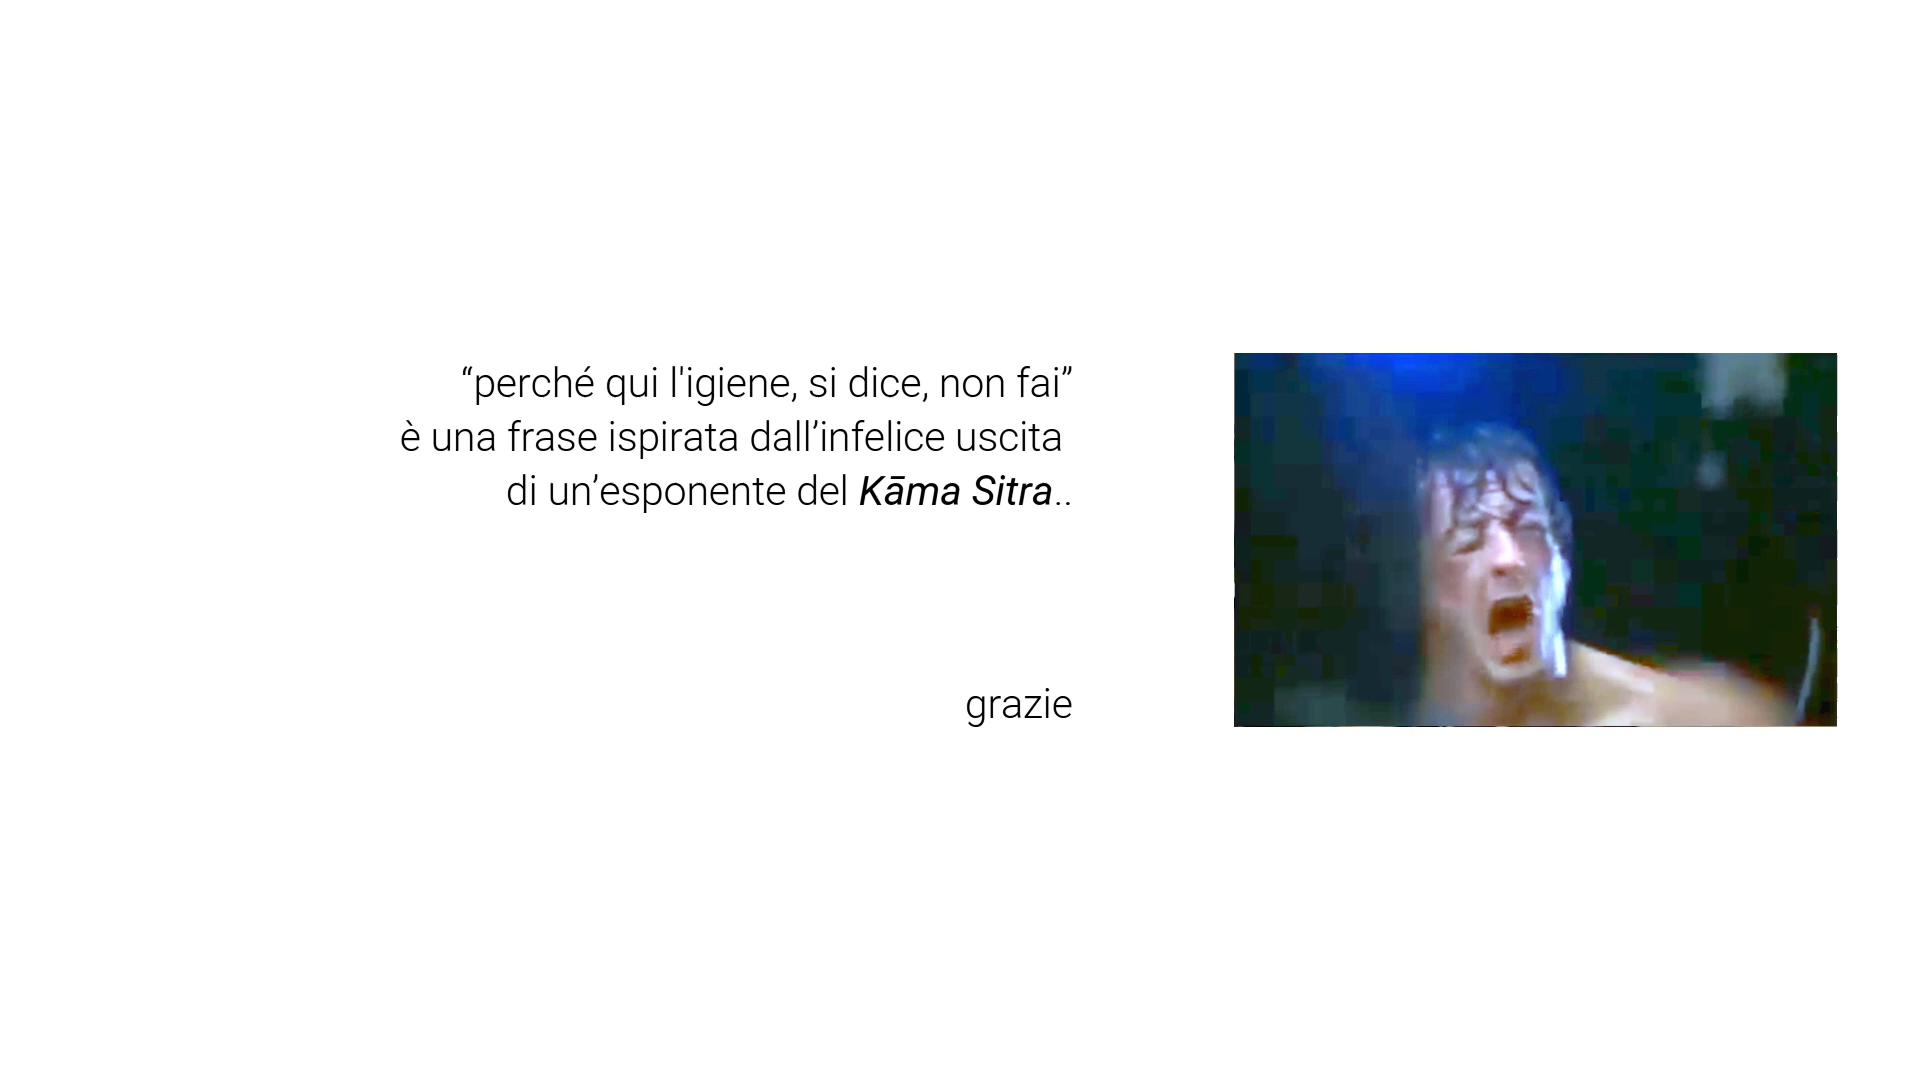 “perché qui l'igiene, si dice, non fai”
è una frase ispirata dall’infelice uscita
di un’esponente del Kāma Sitra..
grazie